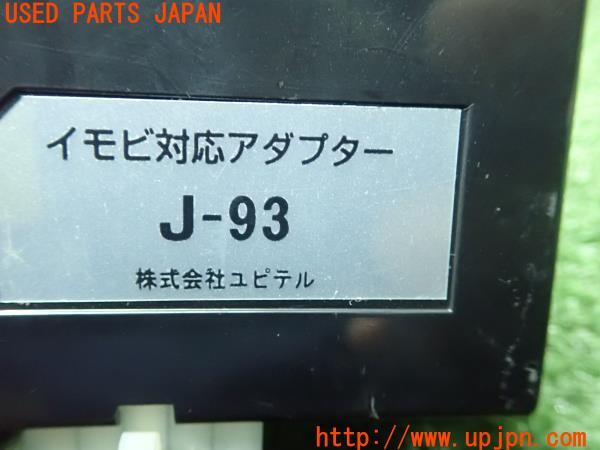 USED PARTS JAPAN
イモビ対応アダプター
J-93
株式会社ユピテル
http://www.upjpn.com